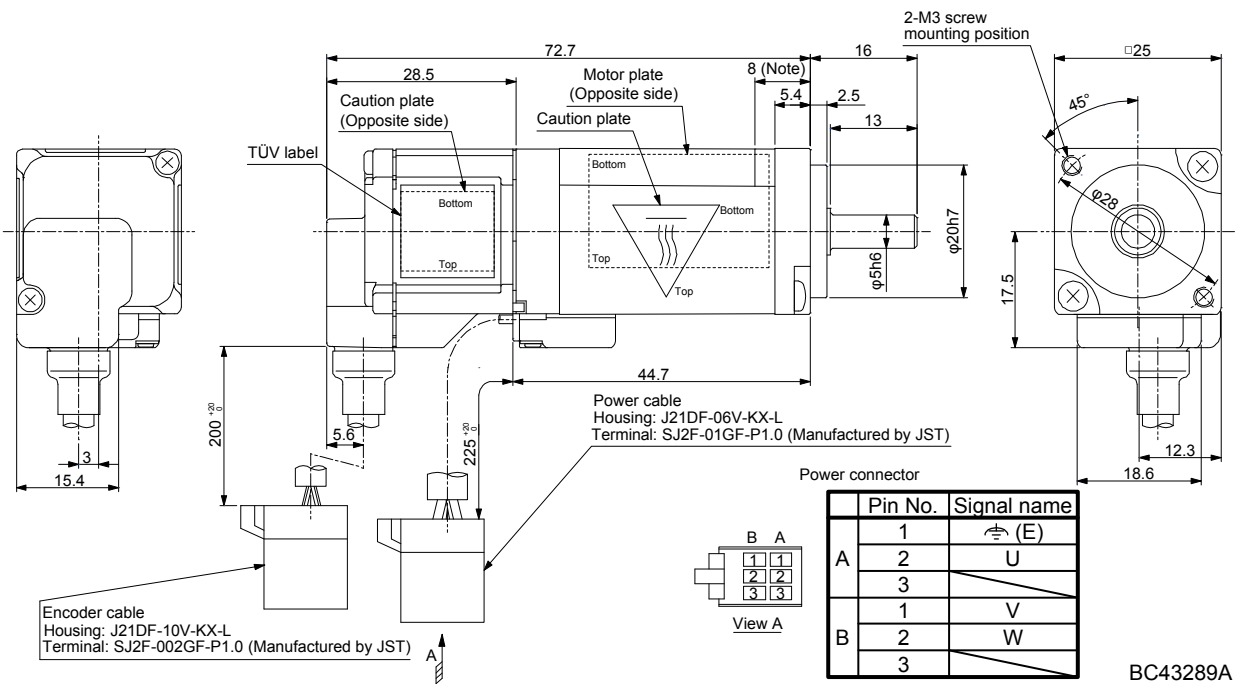 2-M3 screw
mounting position
72.7
16
□25
28.5
8 (Note)
Motor plate
(Opposite side)
5.4
2.5
45°
Caution plate
(Opposite side)
Caution plate
13
TÜV label
Bottom
Bottom
Bottom
Top
Top
Top
φ28
φ20h7
φ5h6
17.5
44.7
200 +20 0
225 +20 0
5.6
3
15.4
12.3
18.6
Power cable
Housing: J21DF-06V-KX-L
Terminal: SJ2F-01GF-P1.0 (Manufactured by JST)
Encoder cable
Housing: J21DF-10V-KX-L
Terminal: SJ2F-002GF-P1.0 (Manufactured by JST)
A
B A
1 1
2 2
3 3
View A
Power connector
Pin No. Signal name
A
1 (E)
2 U
3
B
1 V
2 W
3
BC43289A